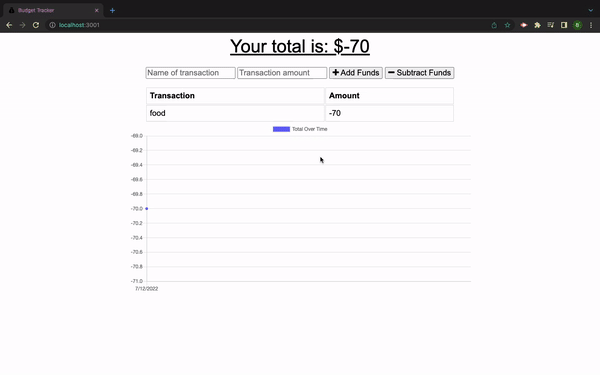 Budget Tracker
localhost:3001
Your total is: $-70
Name of transaction Transaction amount Add Funds Subtract Funds
Transaction Amount
food -70
Total Over Time
-69.0
-69.2
-69.4
-69.6
-69.8
-70.0
-70.2
-70.4
-70.6
-70.8
-71.0
7/12/2022